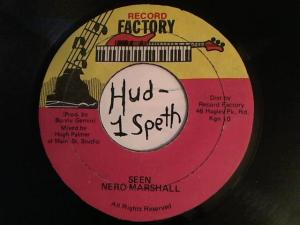 RECORD
FACTORY
Hud-
1 Speth
(Prod. by
Bonnie Gemini)
Mixed by
Hugh Palmer
at Main St. Studio
Dist by
Record Factory
46 Hagley Pk. Rd.
Kgn 10
SEEN
NERO MARSHALL
All Rights Reserved